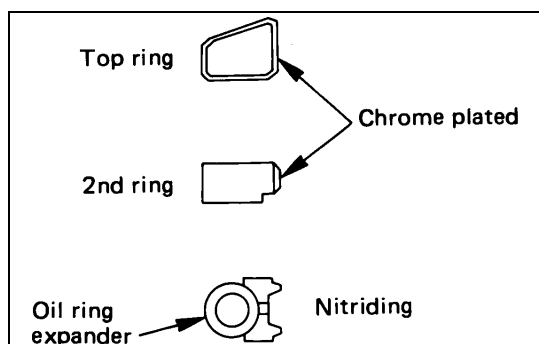 Top ring
Chrome plated
2nd ring
Oil ring
expander
Nitriding